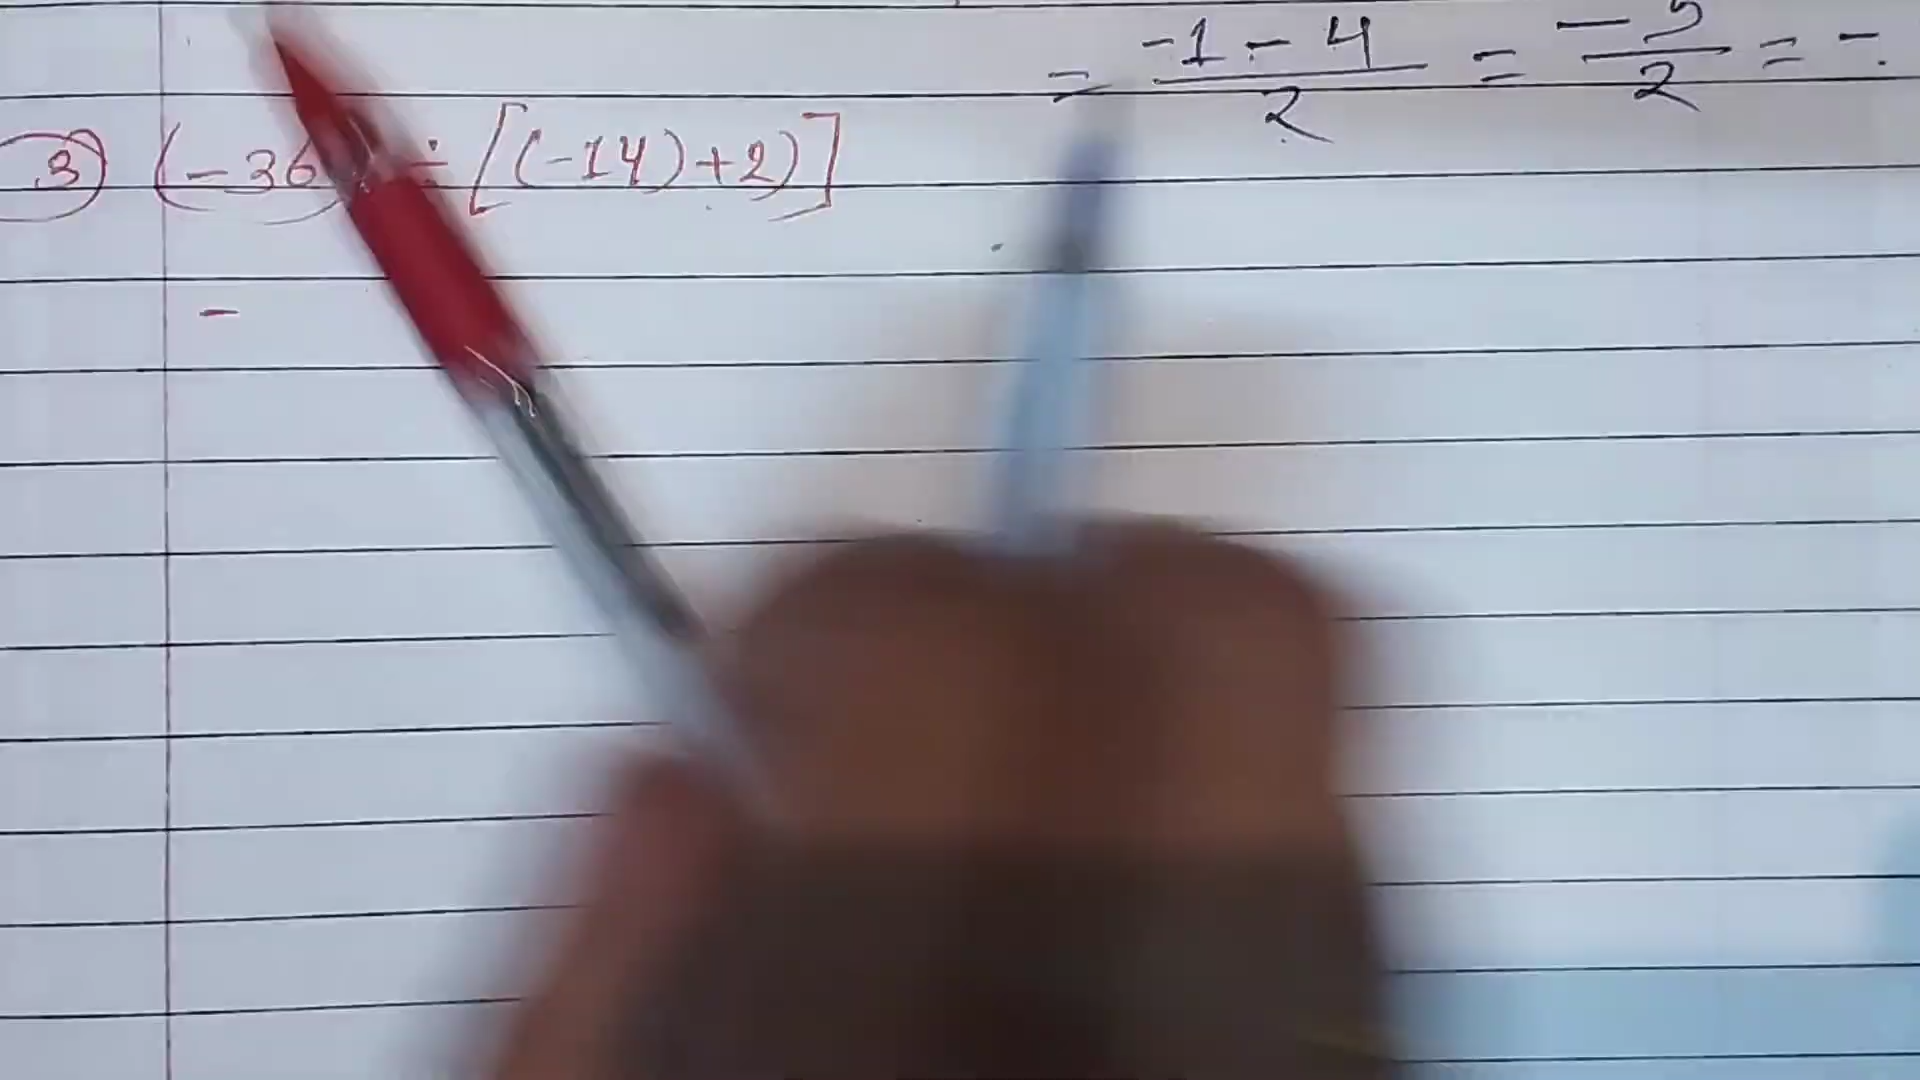 = -1 - 4 / 2 = -5 / 2 = -.
3) (-36) ÷ [(-14)+2)]
-